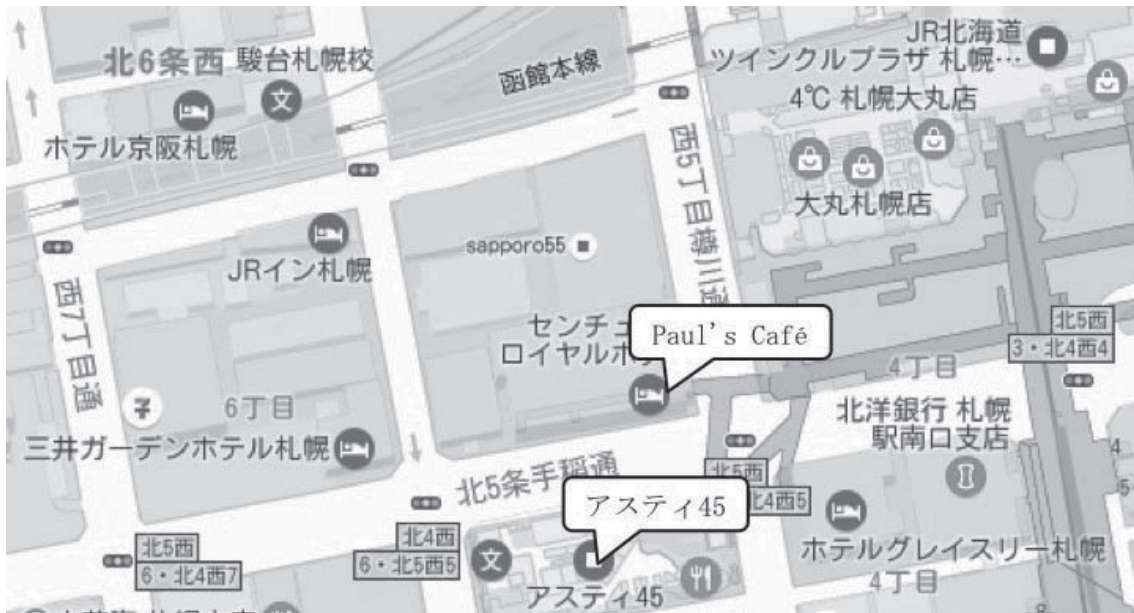 北6条西
駿台札幌校
ホテル京阪札幌
函館本線
JR北海道
ツインクルプラザ 札幌…
4℃ 札幌大丸店
大丸札幌店
西5丁目樽川通
sapporo55
JRイン札幌
西7丁目通
6丁目
三井ガーデンホテル札幌
センチュ
ロイヤルホテ
Paul's Café
北5西
3・北4西4
4丁目
北洋銀行 札幌
駅南口支店
北5条手稲通
アスティ45
北5西
北4西5
北5西
6・北4西7
北4西
6・北5西5
アスティ45
ホテルグレイスリー札幌
4丁目